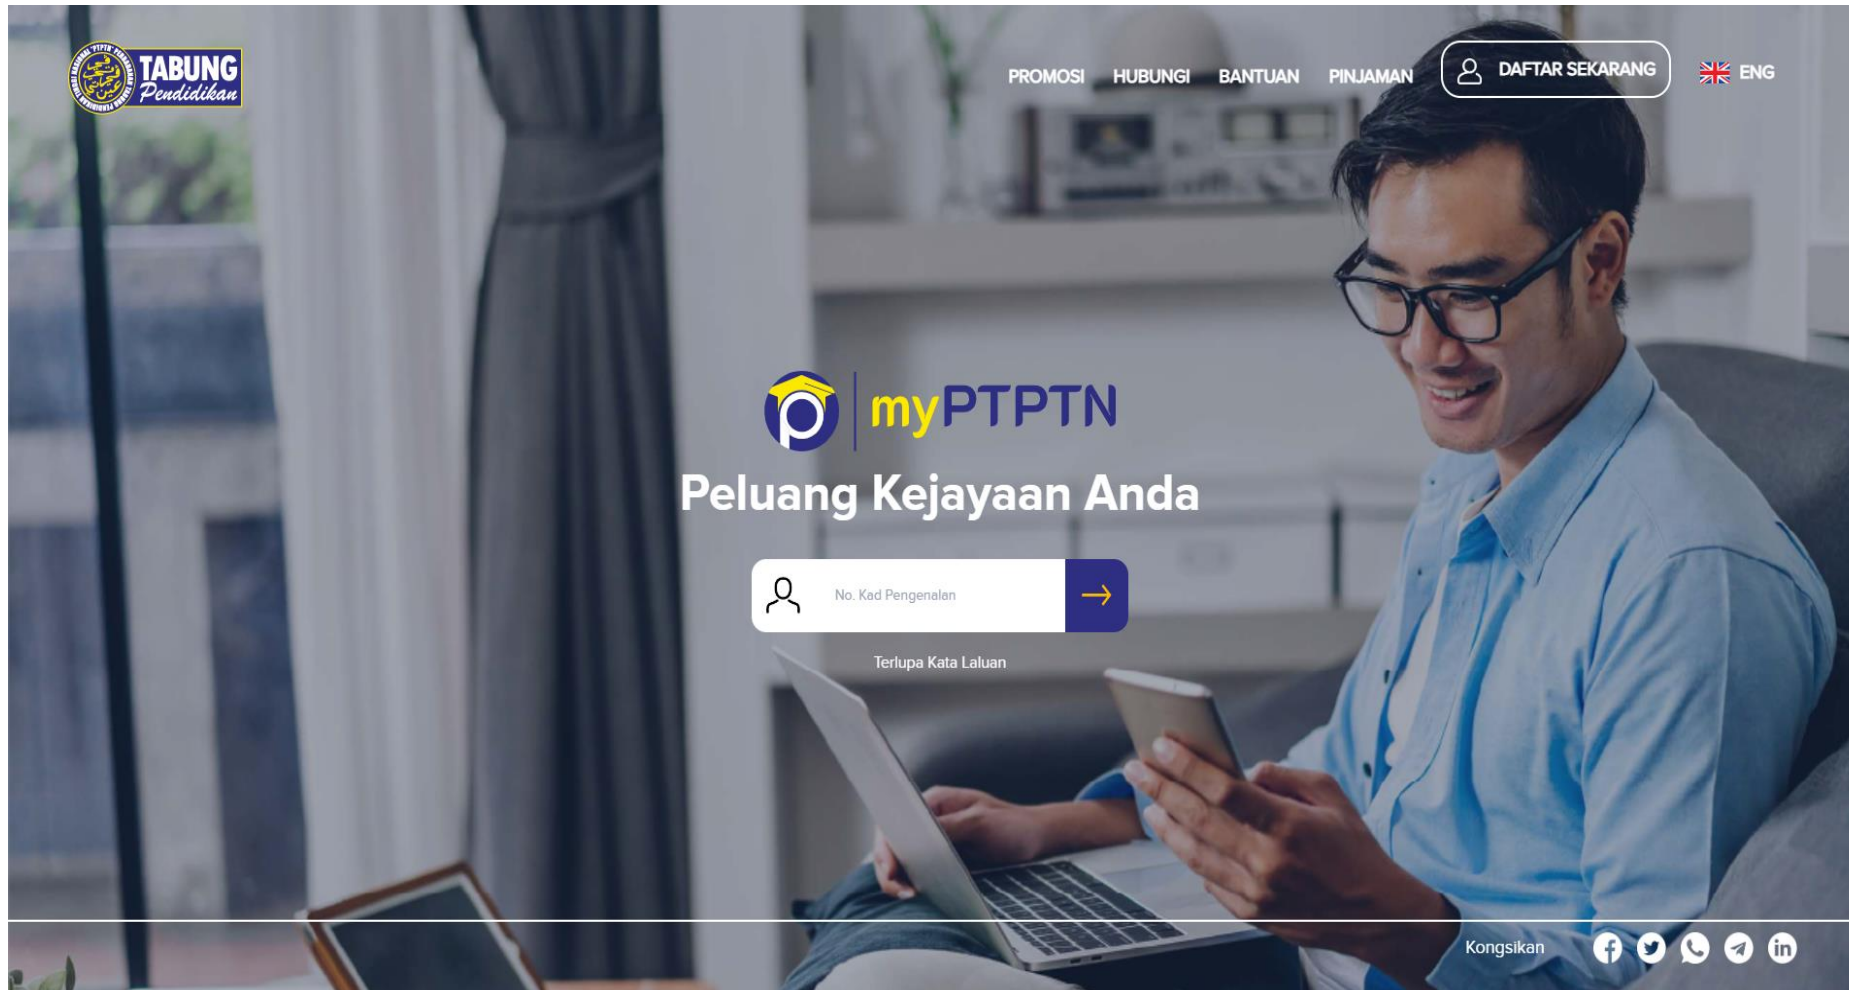 TABUNG
Pendidikan
PROMOSI
HUBUNGI
BANTUAN
PINJAMAN
DAFTAR SEKARANG
ENG
myPTPTN
Peluang Kejayaan Anda
No. Kad Pengenalan
Terlupa Kata Laluan
Kongsikan